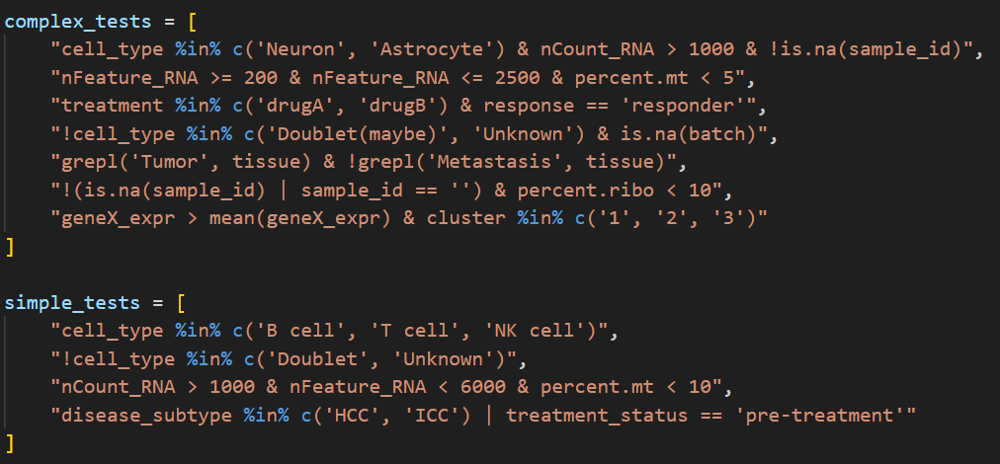 complex_tests = [
    "cell_type %in% c('Neuron', 'Astrocyte') & nCount_RNA > 1000 & !is.na(sample_id)",
    "nFeature_RNA >= 200 & nFeature_RNA <= 2500 & percent.mt < 5",
    "treatment %in% c('drugA', 'drugB') & response == 'responder'",
    "!cell_type %in% c('Doublet(maybe)', 'Unknown') & is.na(batch)",
    "grepl('Tumor', tissue) & !grepl('Metastasis', tissue)",
    "!(is.na(sample_id) | sample_id == '') & percent.ribo < 10",
    "geneX_expr > mean(geneX_expr) & cluster %in% c('1', '2', '3')"
]
simple_tests = [
    "cell_type %in% c('B cell', 'T cell', 'NK cell')",
    "!cell_type %in% c('Doublet', 'Unknown')",
    "nCount_RNA > 1000 & nFeature_RNA < 6000 & percent.mt < 10",
    "disease_subtype %in% c('HCC', 'ICC') | treatment_status == 'pre-treatment'"
]